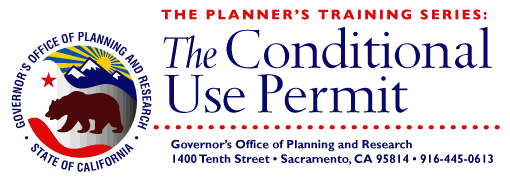 THE PLANNER'S TRAINING SERIES:
The Conditional
Use Permit
GOVERNOR'S OFFICE OF PLANNING AND RESEARCH
• STATE OF CALIFORNIA •
Governor's Office of Planning and Research
1400 Tenth Street • Sacramento, CA 95814 • 916-445-0613